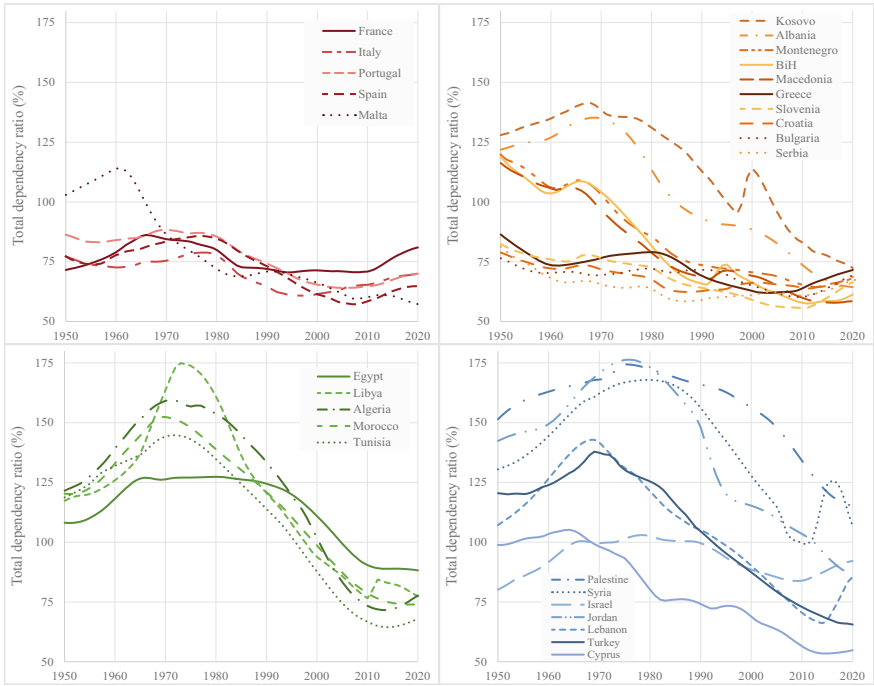 Total dependency ratio (%)
175
150
125
100
75
50
1950 1960 1970 1980 1990 2000 2010 2020
France
Italy
Portugal
Spain
Malta
Total dependency ratio (%)
175
150
125
100
75
50
1950 1960 1970 1980 1990 2000 2010 2020
Kosovo
Albania
Montenegro
BiH
Macedonia
Greece
Slovenia
Croatia
Bulgaria
Serbia
Total dependency ratio (%)
175
150
125
100
75
50
1950 1960 1970 1980 1990 2000 2010 2020
Egypt
Libya
Algeria
Morocco
Tunisia
Total dependency ratio (%)
175
150
125
100
75
50
1950 1960 1970 1980 1990 2000 2010 2020
Palestine
Syria
Israel
Jordan
Lebanon
Turkey
Cyprus